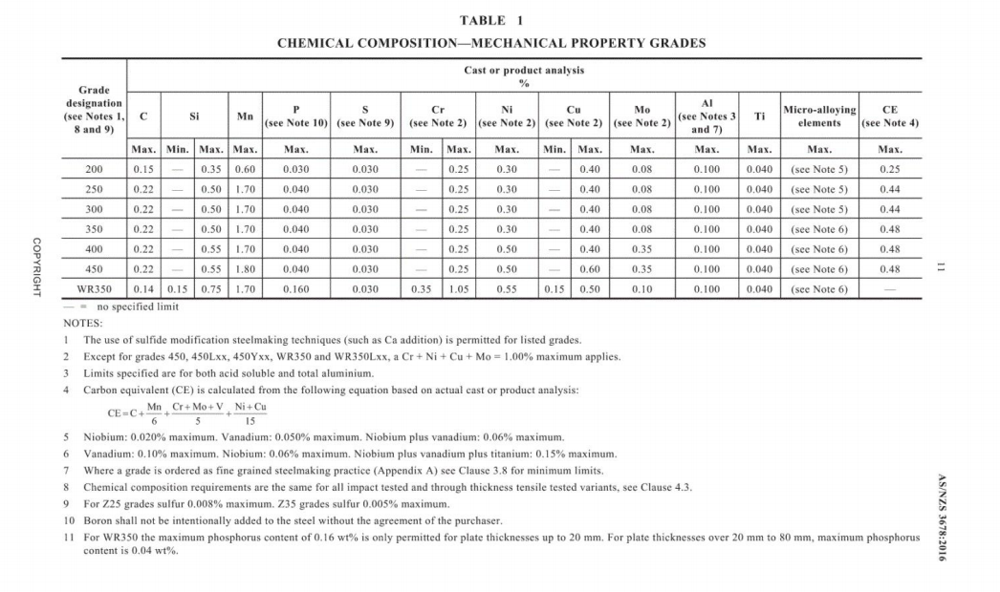 TABLE 1
CHEMICAL COMPOSITION—MECHANICAL PROPERTY GRADES
Grade designation (see Notes 1, 8 and 9) Cast or product analysis %
C Si Mn P (see Note 10) S (see Note 9) Cr (see Note 2) Ni (see Note 2) Cu (see Note 2) Mo (see Note 2) Al (see Notes 3 and 7) Ti Micro-alloying elements CE (see Note 4)
Max. Min. Max. Max. Max. Max. Min. Max. Max. Min. Max. Max. Max. Max. Max. Max.
200 0.15 — 0.35 0.60 0.030 0.030 — 0.25 0.30 — 0.40 0.08 0.100 0.040 (see Note 5) 0.25
250 0.22 — 0.50 1.70 0.040 0.030 — 0.25 0.30 — 0.40 0.08 0.100 0.040 (see Note 5) 0.44
300 0.22 — 0.50 1.70 0.040 0.030 — 0.25 0.30 — 0.40 0.08 0.100 0.040 (see Note 5) 0.44
350 0.22 — 0.50 1.70 0.040 0.030 — 0.25 0.30 — 0.40 0.08 0.100 0.040 (see Note 6) 0.48
400 0.22 — 0.55 1.70 0.040 0.030 — 0.25 0.50 — 0.40 0.35 0.100 0.040 (see Note 6) 0.48
450 0.22 — 0.55 1.80 0.040 0.030 — 0.25 0.50 — 0.60 0.35 0.100 0.040 (see Note 6) 0.48
WR350 0.14 0.15 0.75 1.70 0.160 0.030 0.35 1.05 0.55 0.15 0.50 0.10 0.100 0.040 (see Note 6) —
— = no specified limit
NOTES:
1 The use of sulfide modification steelmaking techniques (such as Ca addition) is permitted for listed grades.
2 Except for grades 450, 450Lxx, 450Yxx, WR350 and WR350Lxx, a Cr + Ni + Cu + Mo = 1.00% maximum applies.
3 Limits specified are for both acid soluble and total aluminium.
4 Carbon equivalent (CE) is calculated from the following equation based on actual cast or product analysis:
CE = C + Mn/6 + Cr + Mo + V/5 + Ni + Cu/15
5 Niobium: 0.020% maximum. Vanadium: 0.050% maximum. Niobium plus vanadium: 0.06% maximum.
6 Vanadium: 0.10% maximum. Niobium: 0.06% maximum. Niobium plus vanadium plus titanium: 0.15% maximum.
7 Where a grade is ordered as fine grained steelmaking practice (Appendix A) see Clause 3.8 for minimum limits.
8 Chemical composition requirements are the same for all impact tested and through thickness tensile tested variants, see Clause 4.3.
9 For Z25 grades sulfur 0.008% maximum. Z35 grades sulfur 0.005% maximum.
10 Boron shall not be intentionally added to the steel without the agreement of the purchaser.
11 For WR350 the maximum phosphorus content of 0.16 wt% is only permitted for plate thicknesses up to 20 mm. For plate thicknesses over 20 mm to 80 mm, maximum phosphorus
content is 0.04 wt%.
COPYRIGHT
11
AS/NZS 3678:2016